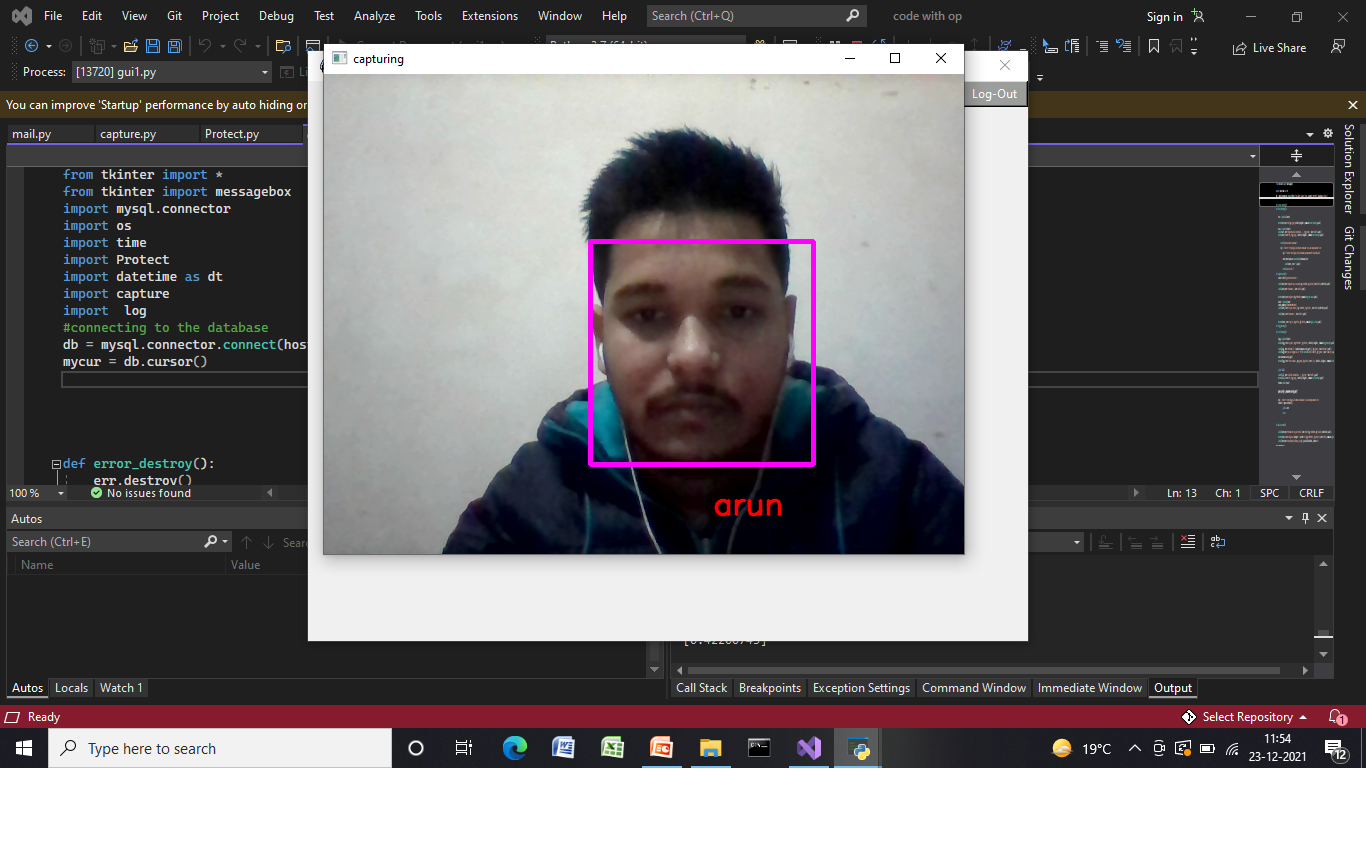 File Edit View Git Project Debug Test Analyze Tools Extensions Window Help Search (Ctrl+Q) code with op Sign in
Live Share
Process: [13720] gui1.py
capturing
Log-Out
You can improve 'Startup' performance by auto hiding or
mail.py capture.py Protect.py
from tkinter import *
from tkinter import messagebox
import mysql.connector
import os
import time
import Protect
import datetime as dt
import capture
import  log
#connecting to the database
db = mysql.connector.connect(hos
mycur = db.cursor()
def error_destroy():
err.destroy()
arun
Solution Explorer
Git Changes
100 % No issues found Ln: 13 Ch: 1 SPC CRLF
Autos
Search (Ctrl+E)
Name Value
Autos Locals Watch 1
Call Stack Breakpoints Exception Settings Command Window Immediate Window Output
Ready Select Repository 1
Type here to search
19°C
11:54
23-12-2021
12